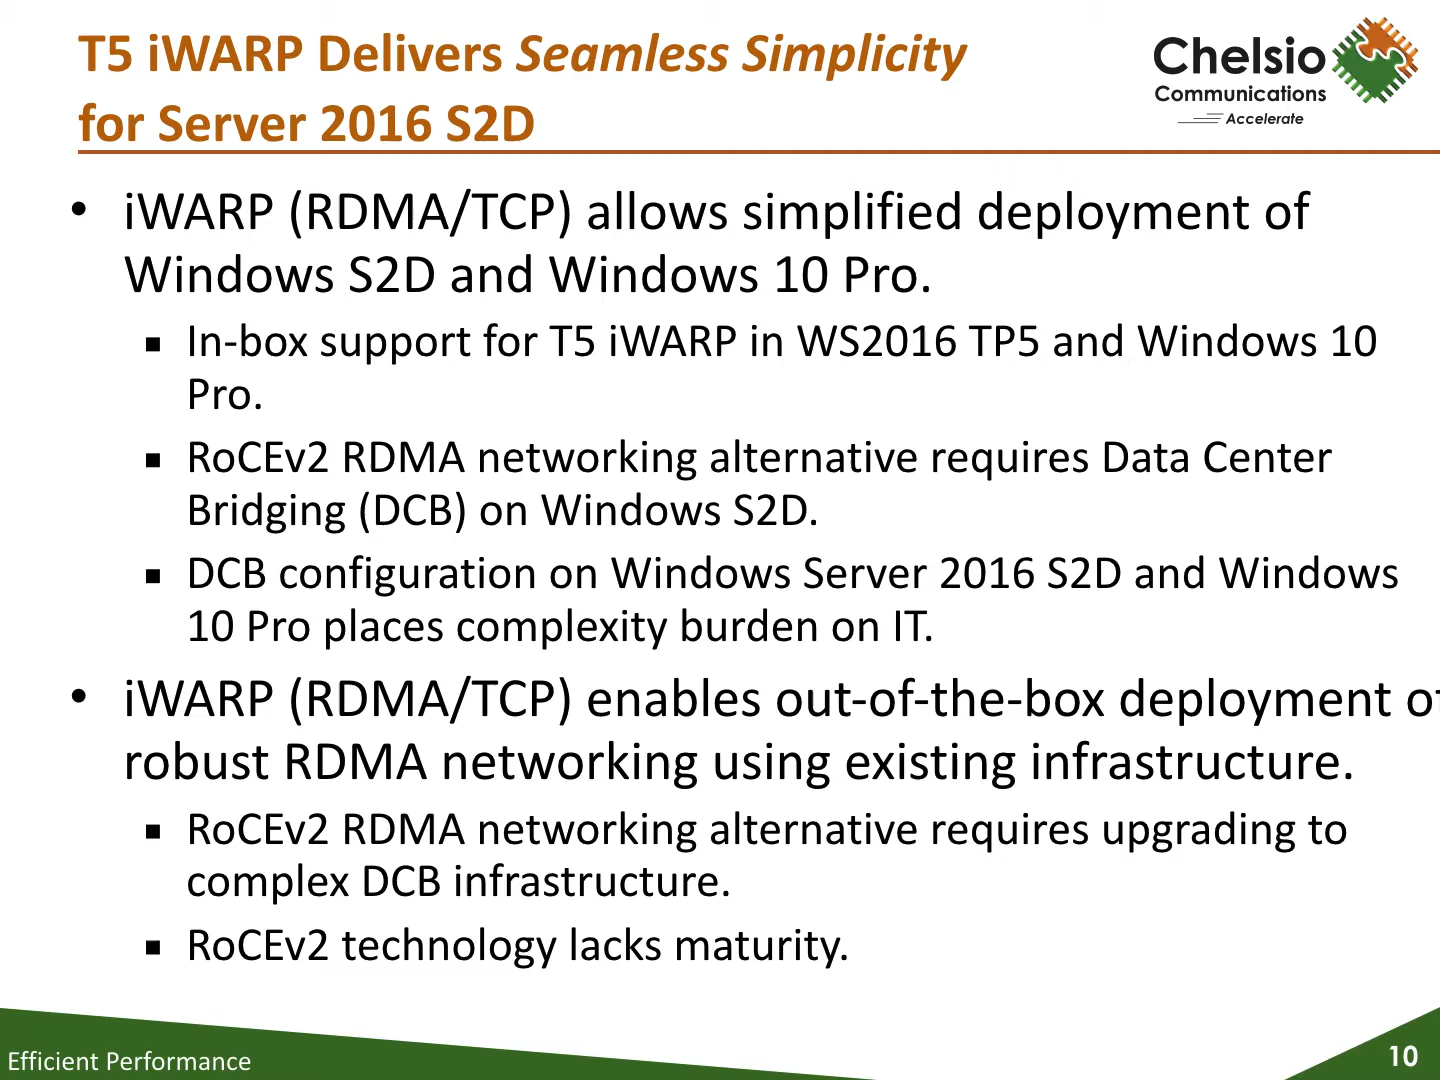 T5 iWARP Delivers Seamless Simplicity
for Server 2016 S2D
Chelsio
Communications
Accelerate
• iWARP (RDMA/TCP) allows simplified deployment of
Windows S2D and Windows 10 Pro.
▪ In-box support for T5 iWARP in WS2016 TP5 and Windows 10
Pro.
▪ RoCEv2 RDMA networking alternative requires Data Center
Bridging (DCB) on Windows S2D.
▪ DCB configuration on Windows Server 2016 S2D and Windows
10 Pro places complexity burden on IT.
• iWARP (RDMA/TCP) enables out-of-the-box deployment of
robust RDMA networking using existing infrastructure.
▪ RoCEv2 RDMA networking alternative requires upgrading to
complex DCB infrastructure.
▪ RoCEv2 technology lacks maturity.
Efficient Performance
10